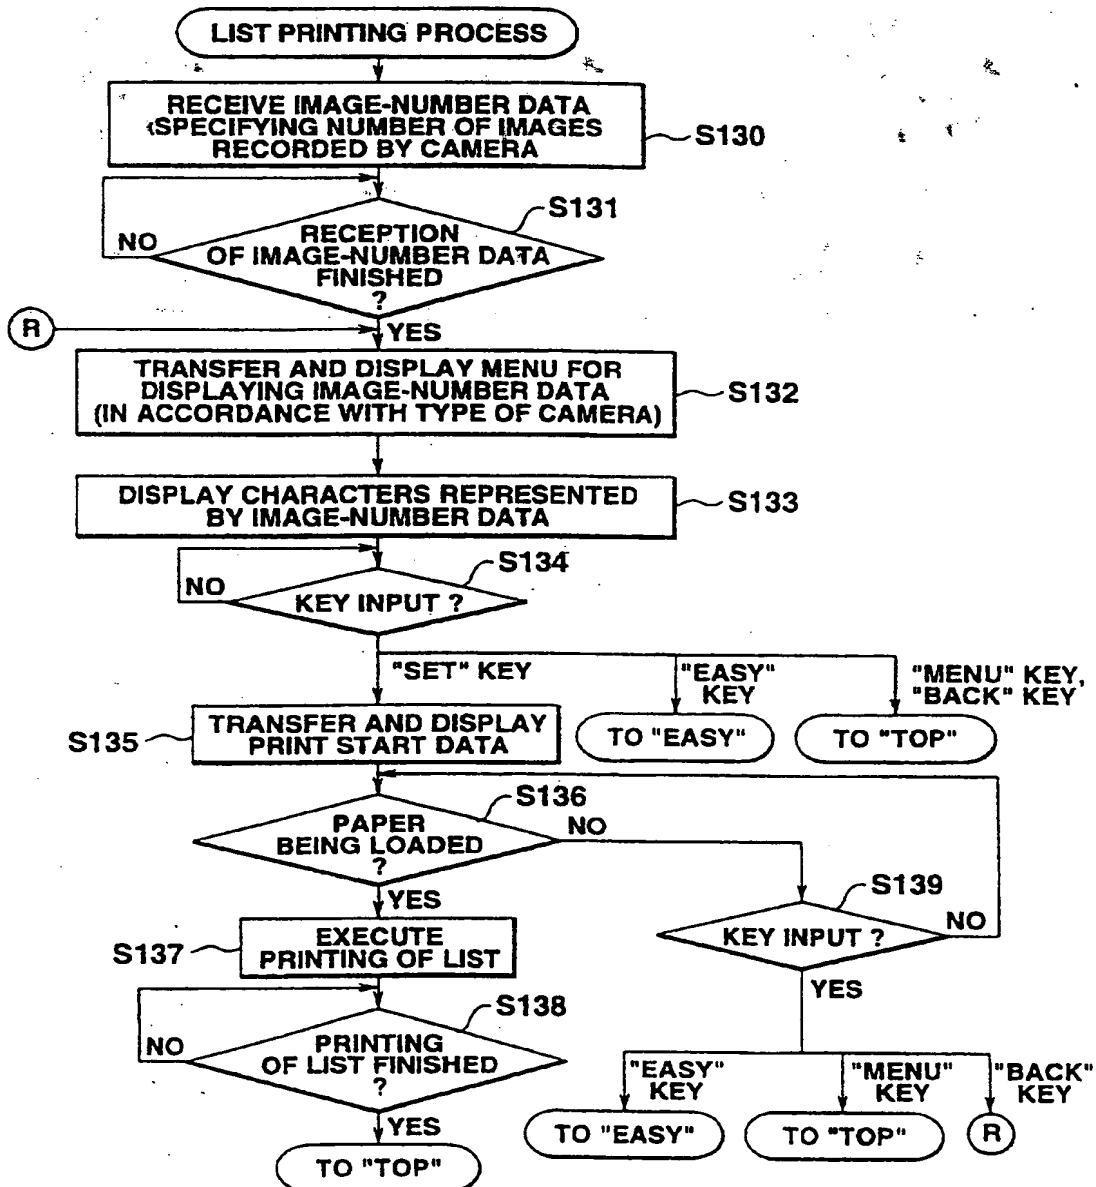 LIST PRINTING PROCESS
RECEIVE IMAGE-NUMBER DATA
SPECIFYING NUMBER OF IMAGES
RECORDED BY CAMERA
S130
S131
RECEPTION
OF IMAGE-NUMBER DATA
FINISHED
?
NO
R
YES
TRANSFER AND DISPLAY MENU FOR
DISPLAYING IMAGE-NUMBER DATA
(IN ACCORDANCE WITH TYPE OF CAMERA)
S132
DISPLAY CHARACTERS REPRESENTED
BY IMAGE-NUMBER DATA
S133
S134
NO
KEY INPUT ?
"SET" KEY
"EASY"
KEY
"MENU" KEY,
"BACK" KEY
S135
TRANSFER AND DISPLAY
PRINT START DATA
TO "EASY"
TO "TOP"
S136
PAPER
BEING LOADED
?
NO
YES
S139
KEY INPUT ?
NO
YES
S137
EXECUTE
PRINTING OF LIST
S138
NO
PRINTING
OF LIST FINISHED
?
YES
TO "TOP"
"EASY"
KEY
"MENU"
KEY
"BACK"
KEY
TO "EASY"
TO "TOP"
R